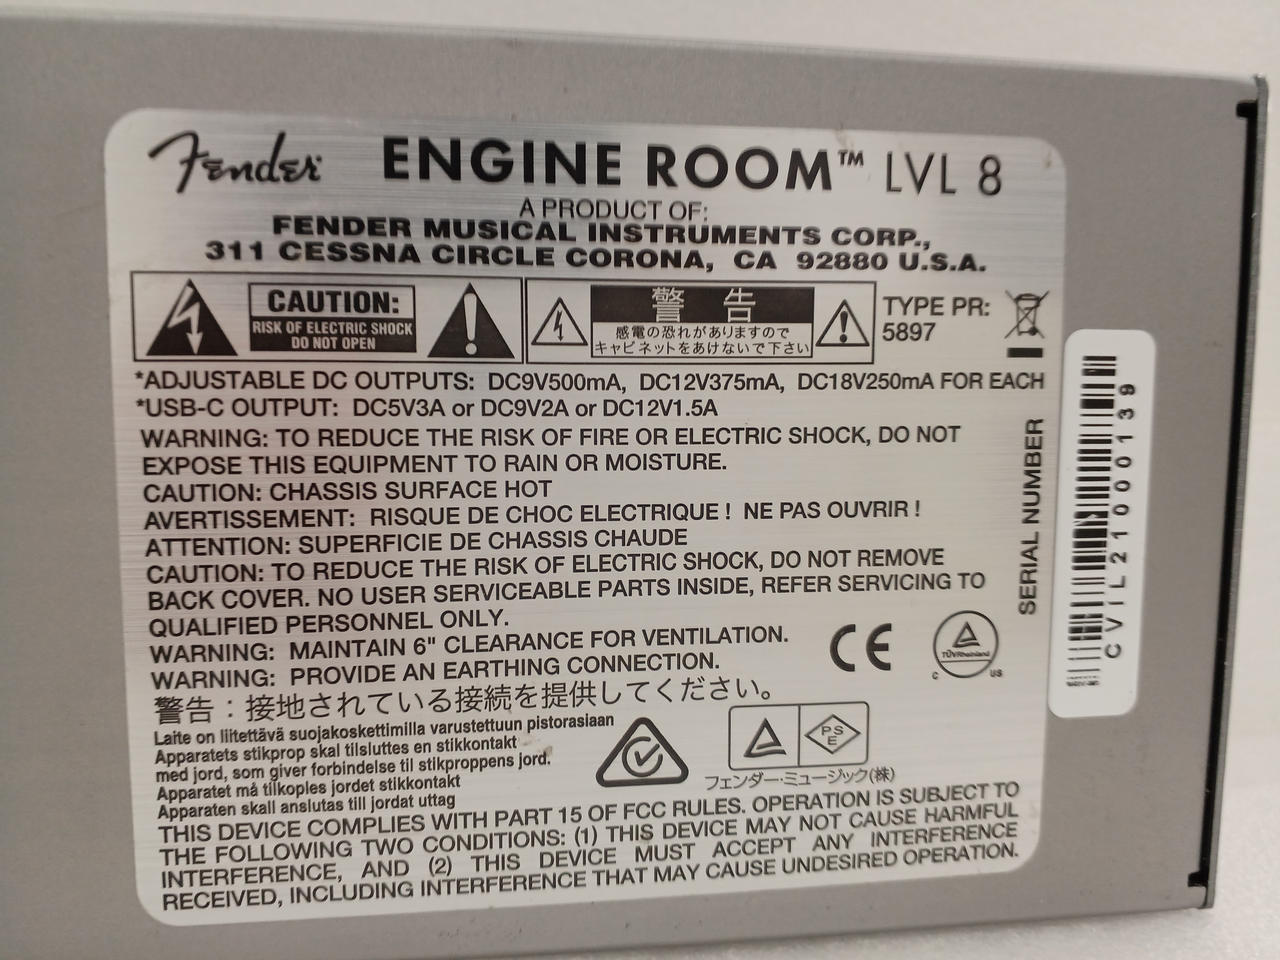 Fender ENGINE ROOM™ LVL 8
A PRODUCT OF:
FENDER MUSICAL INSTRUMENTS CORP.,
311 CESSNA CIRCLE CORONA, CA 92880 U.S.A.
CAUTION:
RISK OF ELECTRIC SHOCK
DO NOT OPEN
警 告
感電の恐れがありますので
キャビネットをあけないで下さい
TYPE PR:
5897
*ADJUSTABLE DC OUTPUTS: DC9V500mA, DC12V375mA, DC18V250mA FOR EACH
*USB-C OUTPUT: DC5V3A or DC9V2A or DC12V1.5A
WARNING: TO REDUCE THE RISK OF FIRE OR ELECTRIC SHOCK, DO NOT
EXPOSE THIS EQUIPMENT TO RAIN OR MOISTURE.
CAUTION: CHASSIS SURFACE HOT
AVERTISSEMENT: RISQUE DE CHOC ELECTRIQUE ! NE PAS OUVRIR !
ATTENTION: SUPERFICIE DE CHASSIS CHAUDE
CAUTION: TO REDUCE THE RISK OF ELECTRIC SHOCK, DO NOT REMOVE
BACK COVER. NO USER SERVICEABLE PARTS INSIDE, REFER SERVICING TO
QUALIFIED PERSONNEL ONLY.
WARNING: MAINTAIN 6" CLEARANCE FOR VENTILATION.
WARNING: PROVIDE AN EARTHING CONNECTION.
警告：接地されている接続を提供してください。
Laite on liitettävä suojakoskettimilla varustettuun pistorasiaan
Apparatets stikprop skal tilsluttes en stikkontakt
med jord, som giver forbindelse til stikproppens jord.
Apparatet må tilkoples jordet stikkontakt
Apparaten skall anslutas till jordat uttag
CE
TÜVRheinland
C US
PS
E
フェンダー・ミュージック(株)
THIS DEVICE COMPLIES WITH PART 15 OF FCC RULES. OPERATION IS SUBJECT TO
THE FOLLOWING TWO CONDITIONS: (1) THIS DEVICE MAY NOT CAUSE HARMFUL
INTERFERENCE, AND (2) THIS DEVICE MUST ACCEPT ANY INTERFERENCE
RECEIVED, INCLUDING INTERFERENCE THAT MAY CAUSE UNDESIRED OPERATION.
SERIAL NUMBER
CVIL21000139